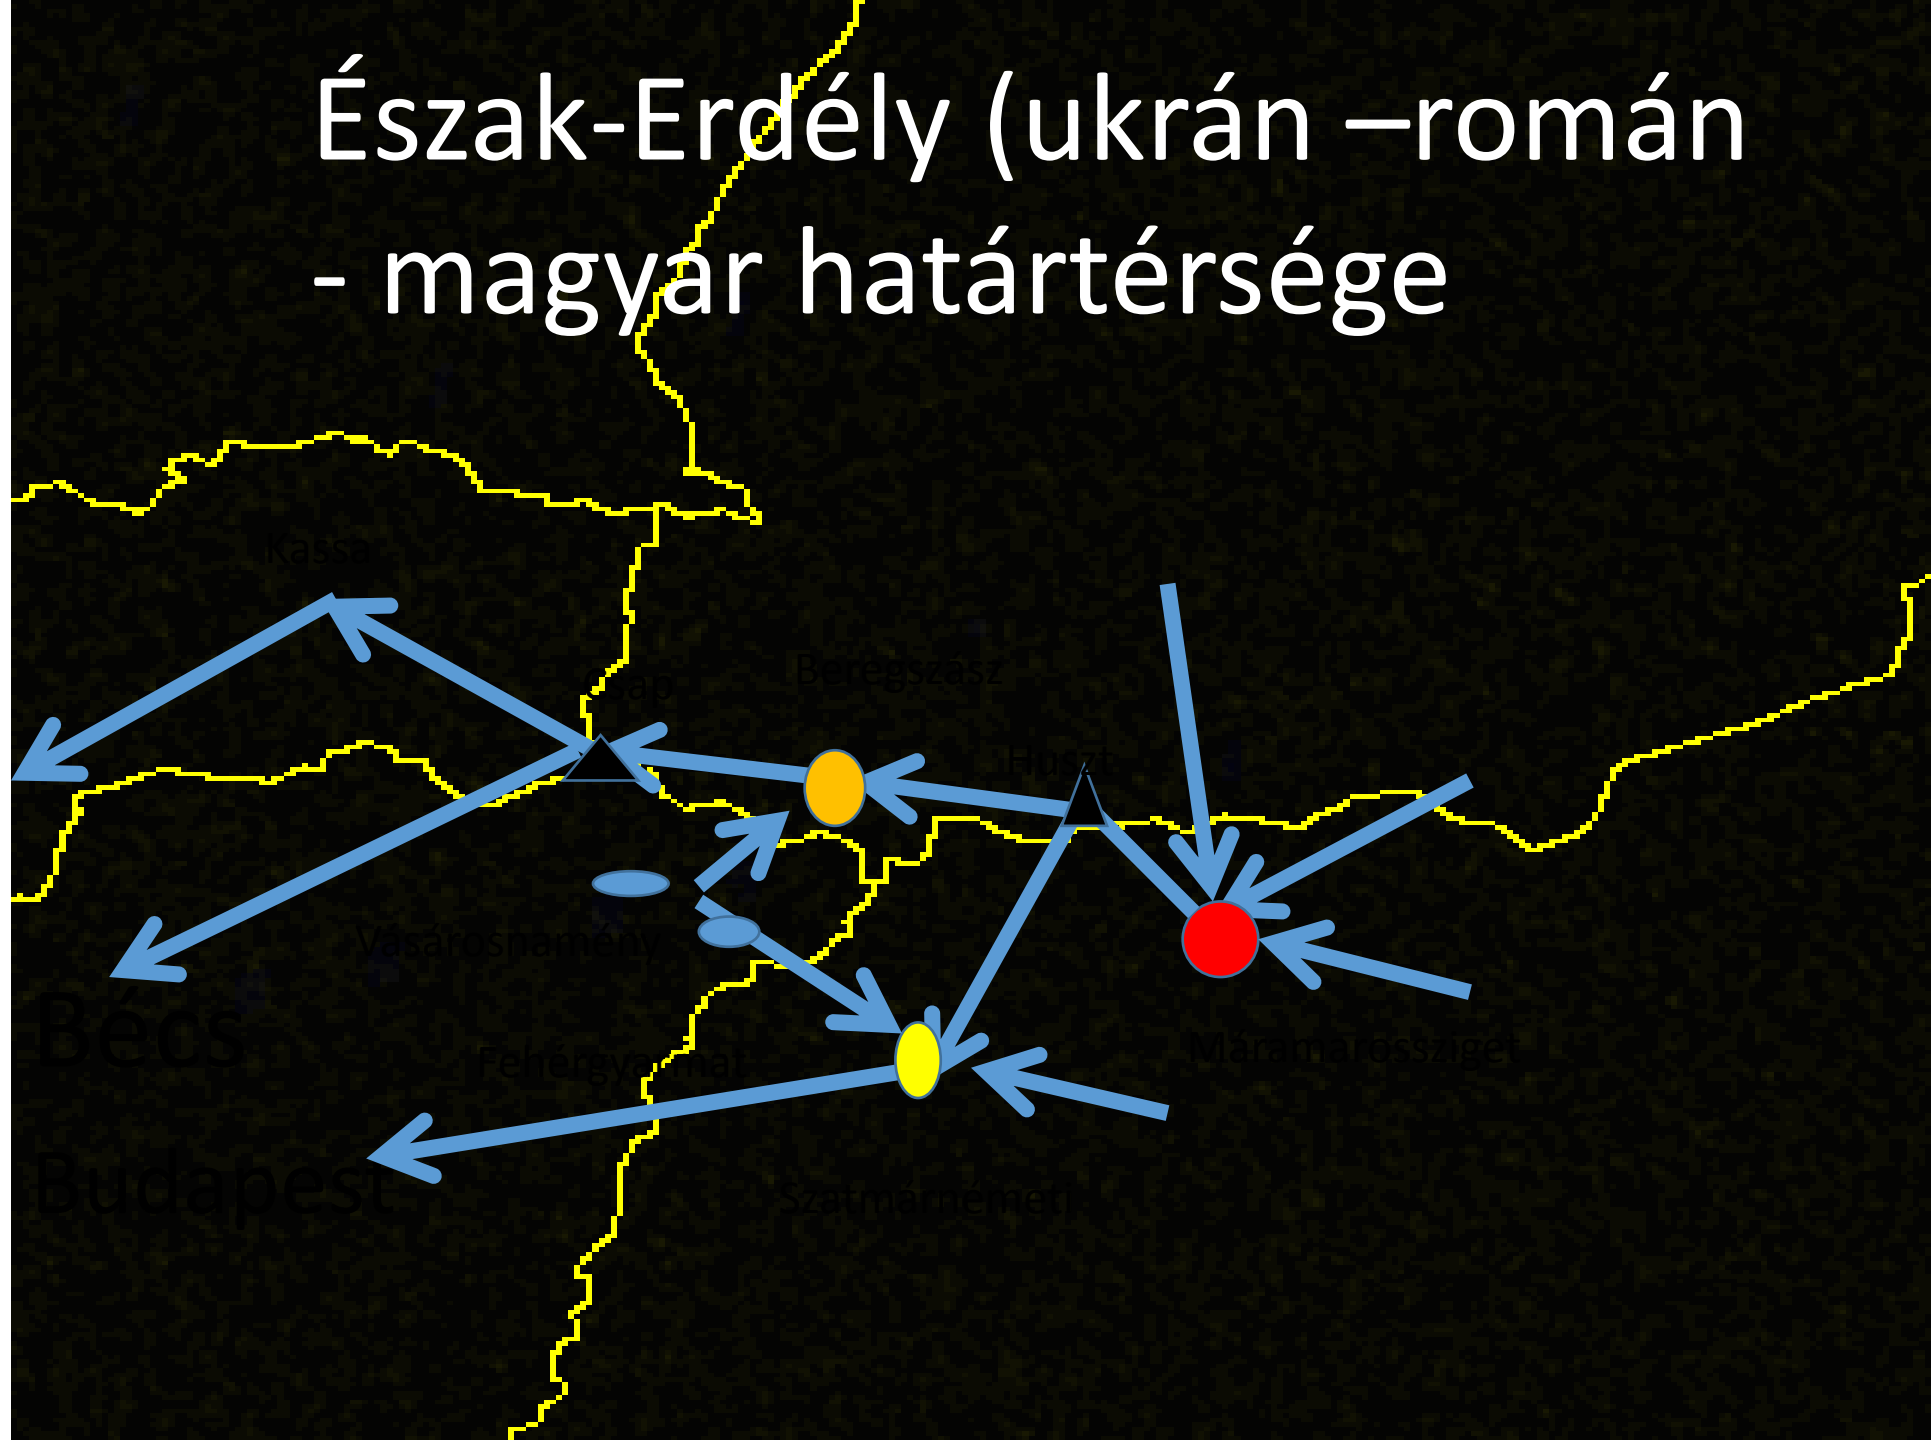 Észak-Erdély (ukrán –román
- magyar határtérsége
Kassa
Csap
Beregszász
Huszt
Vásárosnamény
Bécs
Fehérgyarmat
Máramarossziget
Budapest
Szatmárnémeti